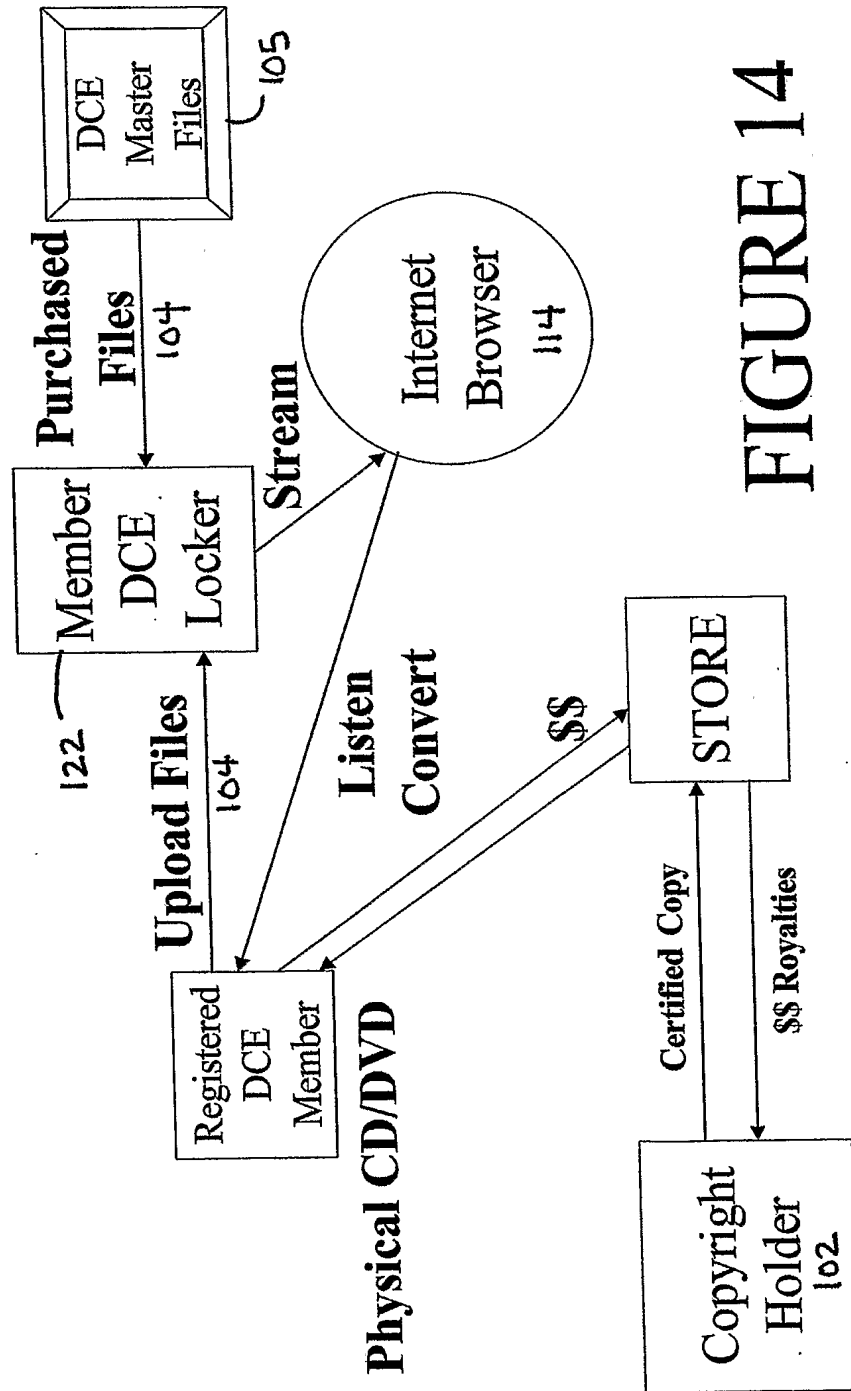 DCE
Master
Files
105
Purchased
Files
104
Member
DCE
Locker
122
Upload Files
104
Stream
Internet
Browser
114
Listen
Convert
Registered
DCE
Member
Physical CD/DVD
$$
STORE
Certified Copy
$$ Royalties
Copyright
Holder
102
FIGURE 14